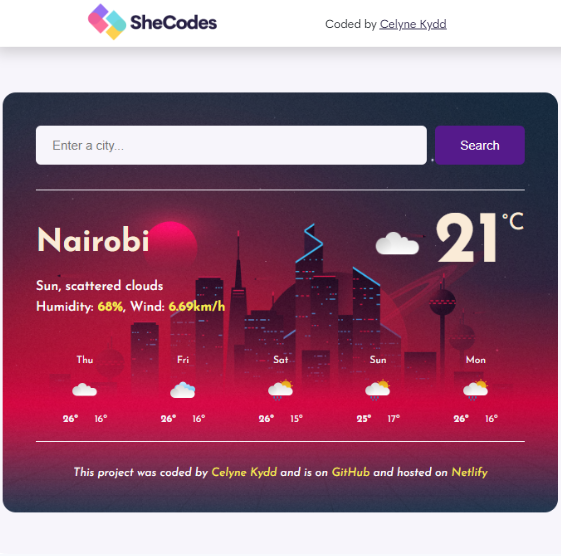 SheCodes
Coded by Celyne Kydd
Enter a city...
Search
Nairobi
21°C
Sun, scattered clouds
Humidity: 68%, Wind: 6.69km/h
Thu Fri Sat Sun Mon
26° 16° 26° 16° 26° 15° 25° 17° 26° 16°
This project was coded by Celyne Kydd and is on GitHub and hosted on Netlify